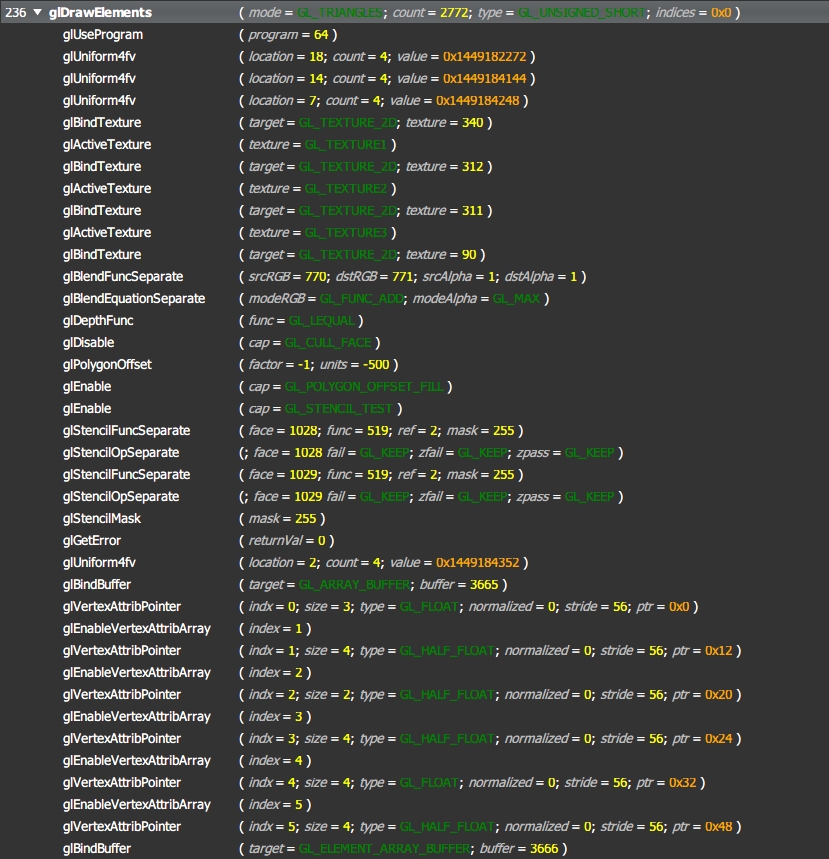 236 ▼ glDrawElements ( mode = GL_TRIANGLES; count = 2772; type = GL_UNSIGNED_SHORT; indices = 0x0 )
glUseProgram ( program = 64 )
glUniform4fv ( location = 18; count = 4; value = 0x1449182272 )
glUniform4fv ( location = 14; count = 4; value = 0x1449184144 )
glUniform4fv ( location = 7; count = 4; value = 0x1449184248 )
glBindTexture ( target = GL_TEXTURE_2D; texture = 340 )
glActiveTexture ( texture = GL_TEXTURE1 )
glBindTexture ( target = GL_TEXTURE_2D; texture = 312 )
glActiveTexture ( texture = GL_TEXTURE2 )
glBindTexture ( target = GL_TEXTURE_2D; texture = 311 )
glActiveTexture ( texture = GL_TEXTURE3 )
glBindTexture ( target = GL_TEXTURE_2D; texture = 90 )
glBlendFuncSeparate ( srcRGB = 770; dstRGB = 771; srcAlpha = 1; dstAlpha = 1 )
glBlendEquationSeparate ( modeRGB = GL_FUNC_ADD; modeAlpha = GL_MAX )
glDepthFunc ( func = GL_LEQUAL )
glDisable ( cap = GL_CULL_FACE )
glPolygonOffset ( factor = -1; units = -500 )
glEnable ( cap = GL_POLYGON_OFFSET_FILL )
glEnable ( cap = GL_STENCIL_TEST )
glStencilFuncSeparate ( face = 1028; func = 519; ref = 2; mask = 255 )
glStencilOpSeparate (; face = 1028 fail = GL_KEEP; zfail = GL_KEEP; zpass = GL_KEEP )
glStencilFuncSeparate ( face = 1029; func = 519; ref = 2; mask = 255 )
glStencilOpSeparate (; face = 1029 fail = GL_KEEP; zfail = GL_KEEP; zpass = GL_KEEP )
glStencilMask ( mask = 255 )
glGetError ( returnVal = 0 )
glUniform4fv ( location = 2; count = 4; value = 0x1449184352 )
glBindBuffer ( target = GL_ARRAY_BUFFER; buffer = 3665 )
glVertexAttribPointer ( indx = 0; size = 3; type = GL_FLOAT; normalized = 0; stride = 56; ptr = 0x0 )
glEnableVertexAttribArray ( index = 1 )
glVertexAttribPointer ( indx = 1; size = 4; type = GL_HALF_FLOAT; normalized = 0; stride = 56; ptr = 0x12 )
glEnableVertexAttribArray ( index = 2 )
glVertexAttribPointer ( indx = 2; size = 2; type = GL_HALF_FLOAT; normalized = 0; stride = 56; ptr = 0x20 )
glEnableVertexAttribArray ( index = 3 )
glVertexAttribPointer ( indx = 3; size = 4; type = GL_HALF_FLOAT; normalized = 0; stride = 56; ptr = 0x24 )
glEnableVertexAttribArray ( index = 4 )
glVertexAttribPointer ( indx = 4; size = 4; type = GL_FLOAT; normalized = 0; stride = 56; ptr = 0x32 )
glEnableVertexAttribArray ( index = 5 )
glVertexAttribPointer ( indx = 5; size = 4; type = GL_HALF_FLOAT; normalized = 0; stride = 56; ptr = 0x48 )
glBindBuffer ( target = GL_ELEMENT_ARRAY_BUFFER; buffer = 3666 )